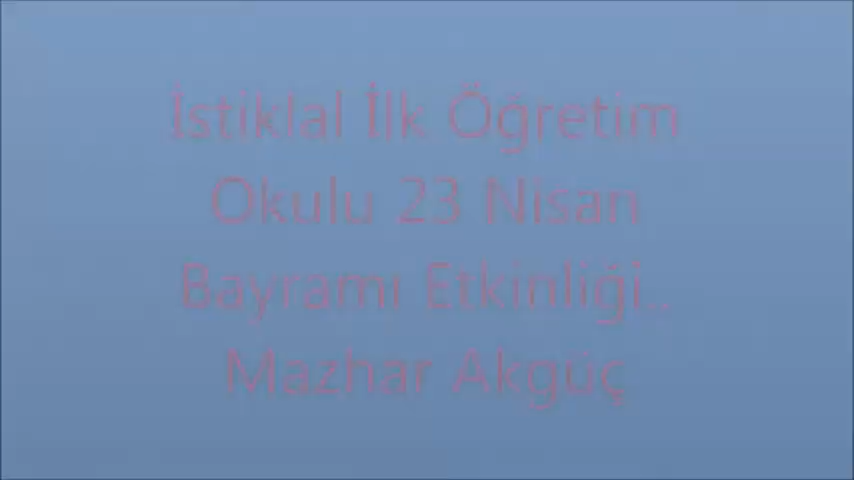 İstiklal İlk Öğretim
Okulu 23 Nisan
Bayramı Etkinliği..
Mazhar Akgüç